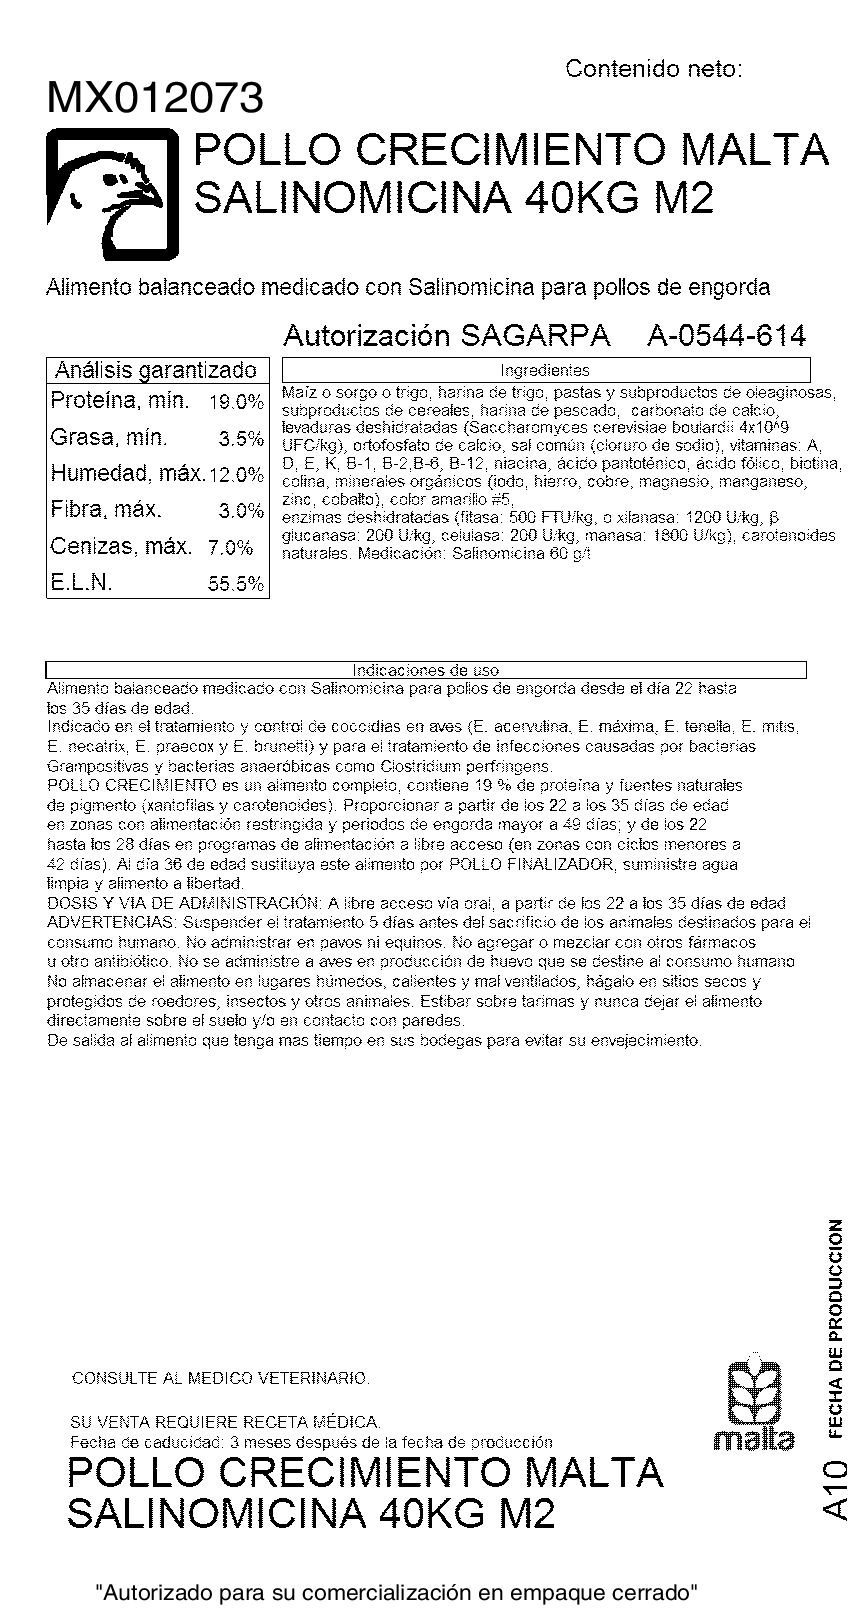 Contenido neto:
MX012073
POLLO CRECIMIENTO MALTA
SALINOMICINA 40KG M2
Alimento balanceado medicado con Salinomicina para pollos de engorda
Autorización SAGARPA A-0544-614
Análisis garantizado
Proteína, mín. 19.0%
Grasa, mín. 3.5%
Humedad, máx. 12.0%
Fibra, máx. 3.0%
Cenizas, máx. 7.0%
E.L.N. 55.5%
Ingredientes
Maíz o sorgo o trigo, harina de trigo, pastas y subproductos de oleaginosas,
subproductos de cereales, harina de pescado, carbonato de calcio,
levaduras deshidratadas (Saccharomyces cerevisiae boulardii 4x10^9
UFC/kg), ortofosfato de calcio, sal común (cloruro de sodio), vitaminas: A,
D, E, K, B-1, B-2,B-6, B-12, niacina, ácido pantoténico, ácido fólico, biotina,
colina, minerales orgánicos (iodo, hierro, cobre, magnesio, manganeso,
zinc, cobalto), color amarillo #5,
enzimas deshidratadas (fitasa: 500 FTU/kg, o xilanasa: 1200 U/kg, β
glucanasa: 200 U/kg, celulasa: 200 U/kg, manasa: 1800 U/kg), carotenoides
naturales. Medicación: Salinomicina 60 g/t
Indicaciones de uso
Alimento balanceado medicado con Salinomicina para pollos de engorda desde el día 22 hasta
los 35 días de edad.
Indicado en el tratamiento y control de coccidias en aves (E. acervulina, E. máxima, E. tenella, E. mitis,
E. necatrix, E. praecox y E. brunetti) y para el tratamiento de infecciones causadas por bacterias
Grampositivas y bacterias anaeróbicas como Clostridium perfringens.
POLLO CRECIMIENTO es un alimento completo, contiene 19 % de proteína y fuentes naturales
de pigmento (xantofilas y carotenoides). Proporcionar a partir de los 22 a los 35 días de edad
en zonas con alimentación restringida y periodos de engorda mayor a 49 días; y de los 22
hasta los 28 días en programas de alimentación a libre acceso (en zonas con ciclos menores a
42 días). Al día 36 de edad sustituya este alimento por POLLO FINALIZADOR, suministre agua
limpia y alimento a libertad.
DOSIS Y VIA DE ADMINISTRACIÓN: A libre acceso vía oral, a partir de los 22 a los 35 días de edad
ADVERTENCIAS: Suspender el tratamiento 5 días antes del sacrificio de los animales destinados para el
consumo humano. No administrar en pavos ni equinos. No agregar o mezclar con otros fármacos
u otro antibiótico. No se administre a aves en producción de huevo que se destine al consumo humano
No almacenar el alimento en lugares húmedos, calientes y mal ventilados, hágalo en sitios secos y
protegidos de roedores, insectos y otros animales. Estibar sobre tarimas y nunca dejar el alimento
directamente sobre el suelo y/o en contacto con paredes.
De salida al alimento que tenga mas tiempo en sus bodegas para evitar su envejecimiento.
FECHA DE PRODUCCION
A10
CONSULTE AL MEDICO VETERINARIO.
malta
SU VENTA REQUIERE RECETA MÉDICA.
Fecha de caducidad: 3 meses después de la fecha de producción
POLLO CRECIMIENTO MALTA
SALINOMICINA 40KG M2
"Autorizado para su comercialización en empaque cerrado"